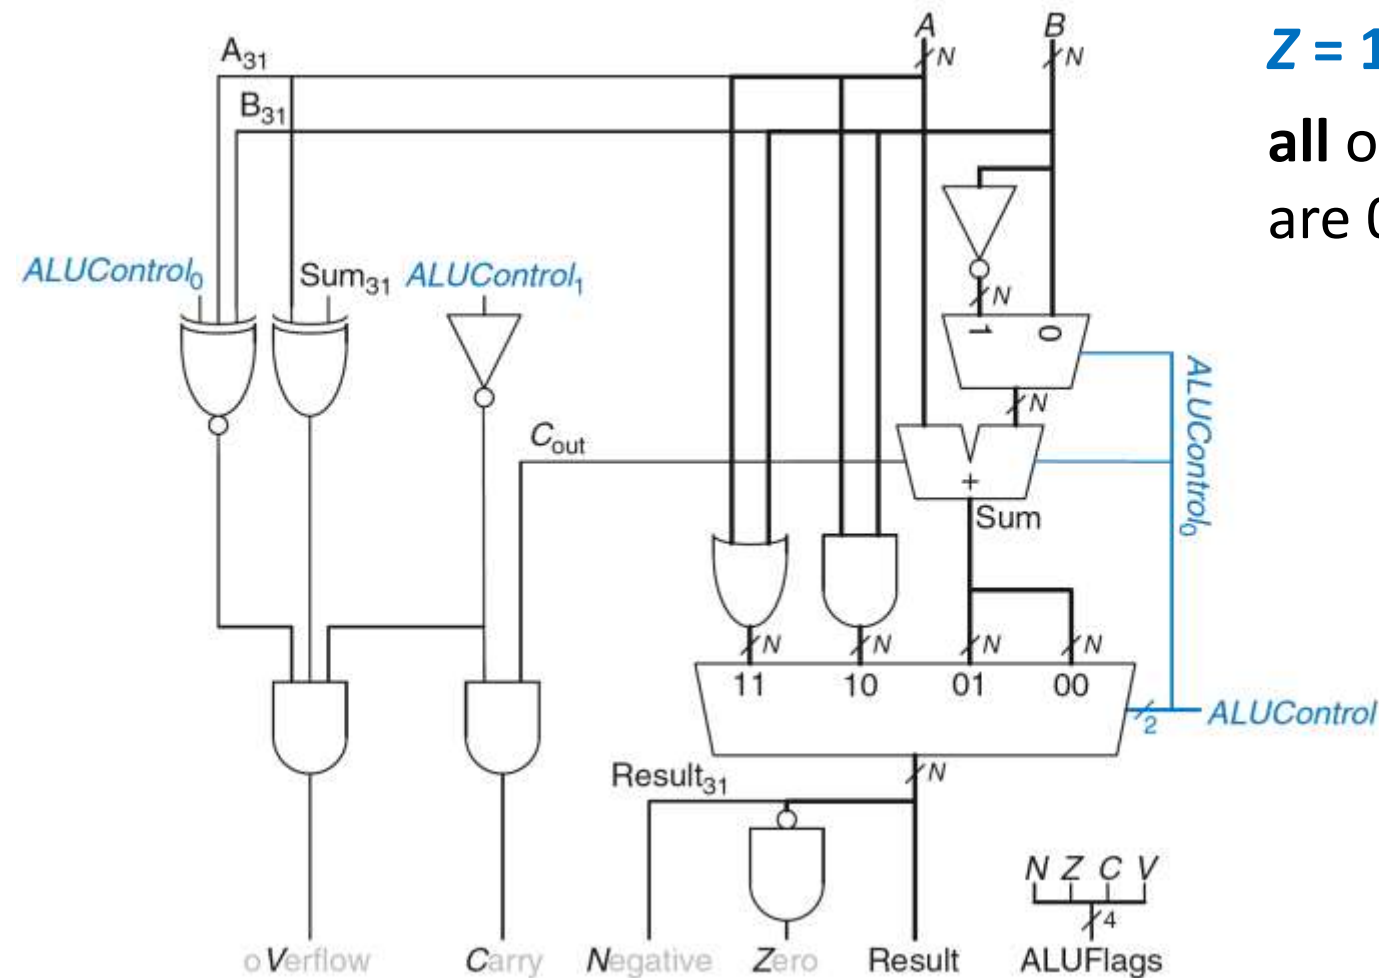 A B
N N
Z = 1
A31
B31
all o
are 0
ALUControl0 Sum31 ALUControl1
N
1 0
N
ALUControl0
Cout
+
Sum
N N N N
11 10 01 00
2 ALUControl
Result31
N
N Z C V
4
oVerflow Carry Negative Zero Result ALUFlags